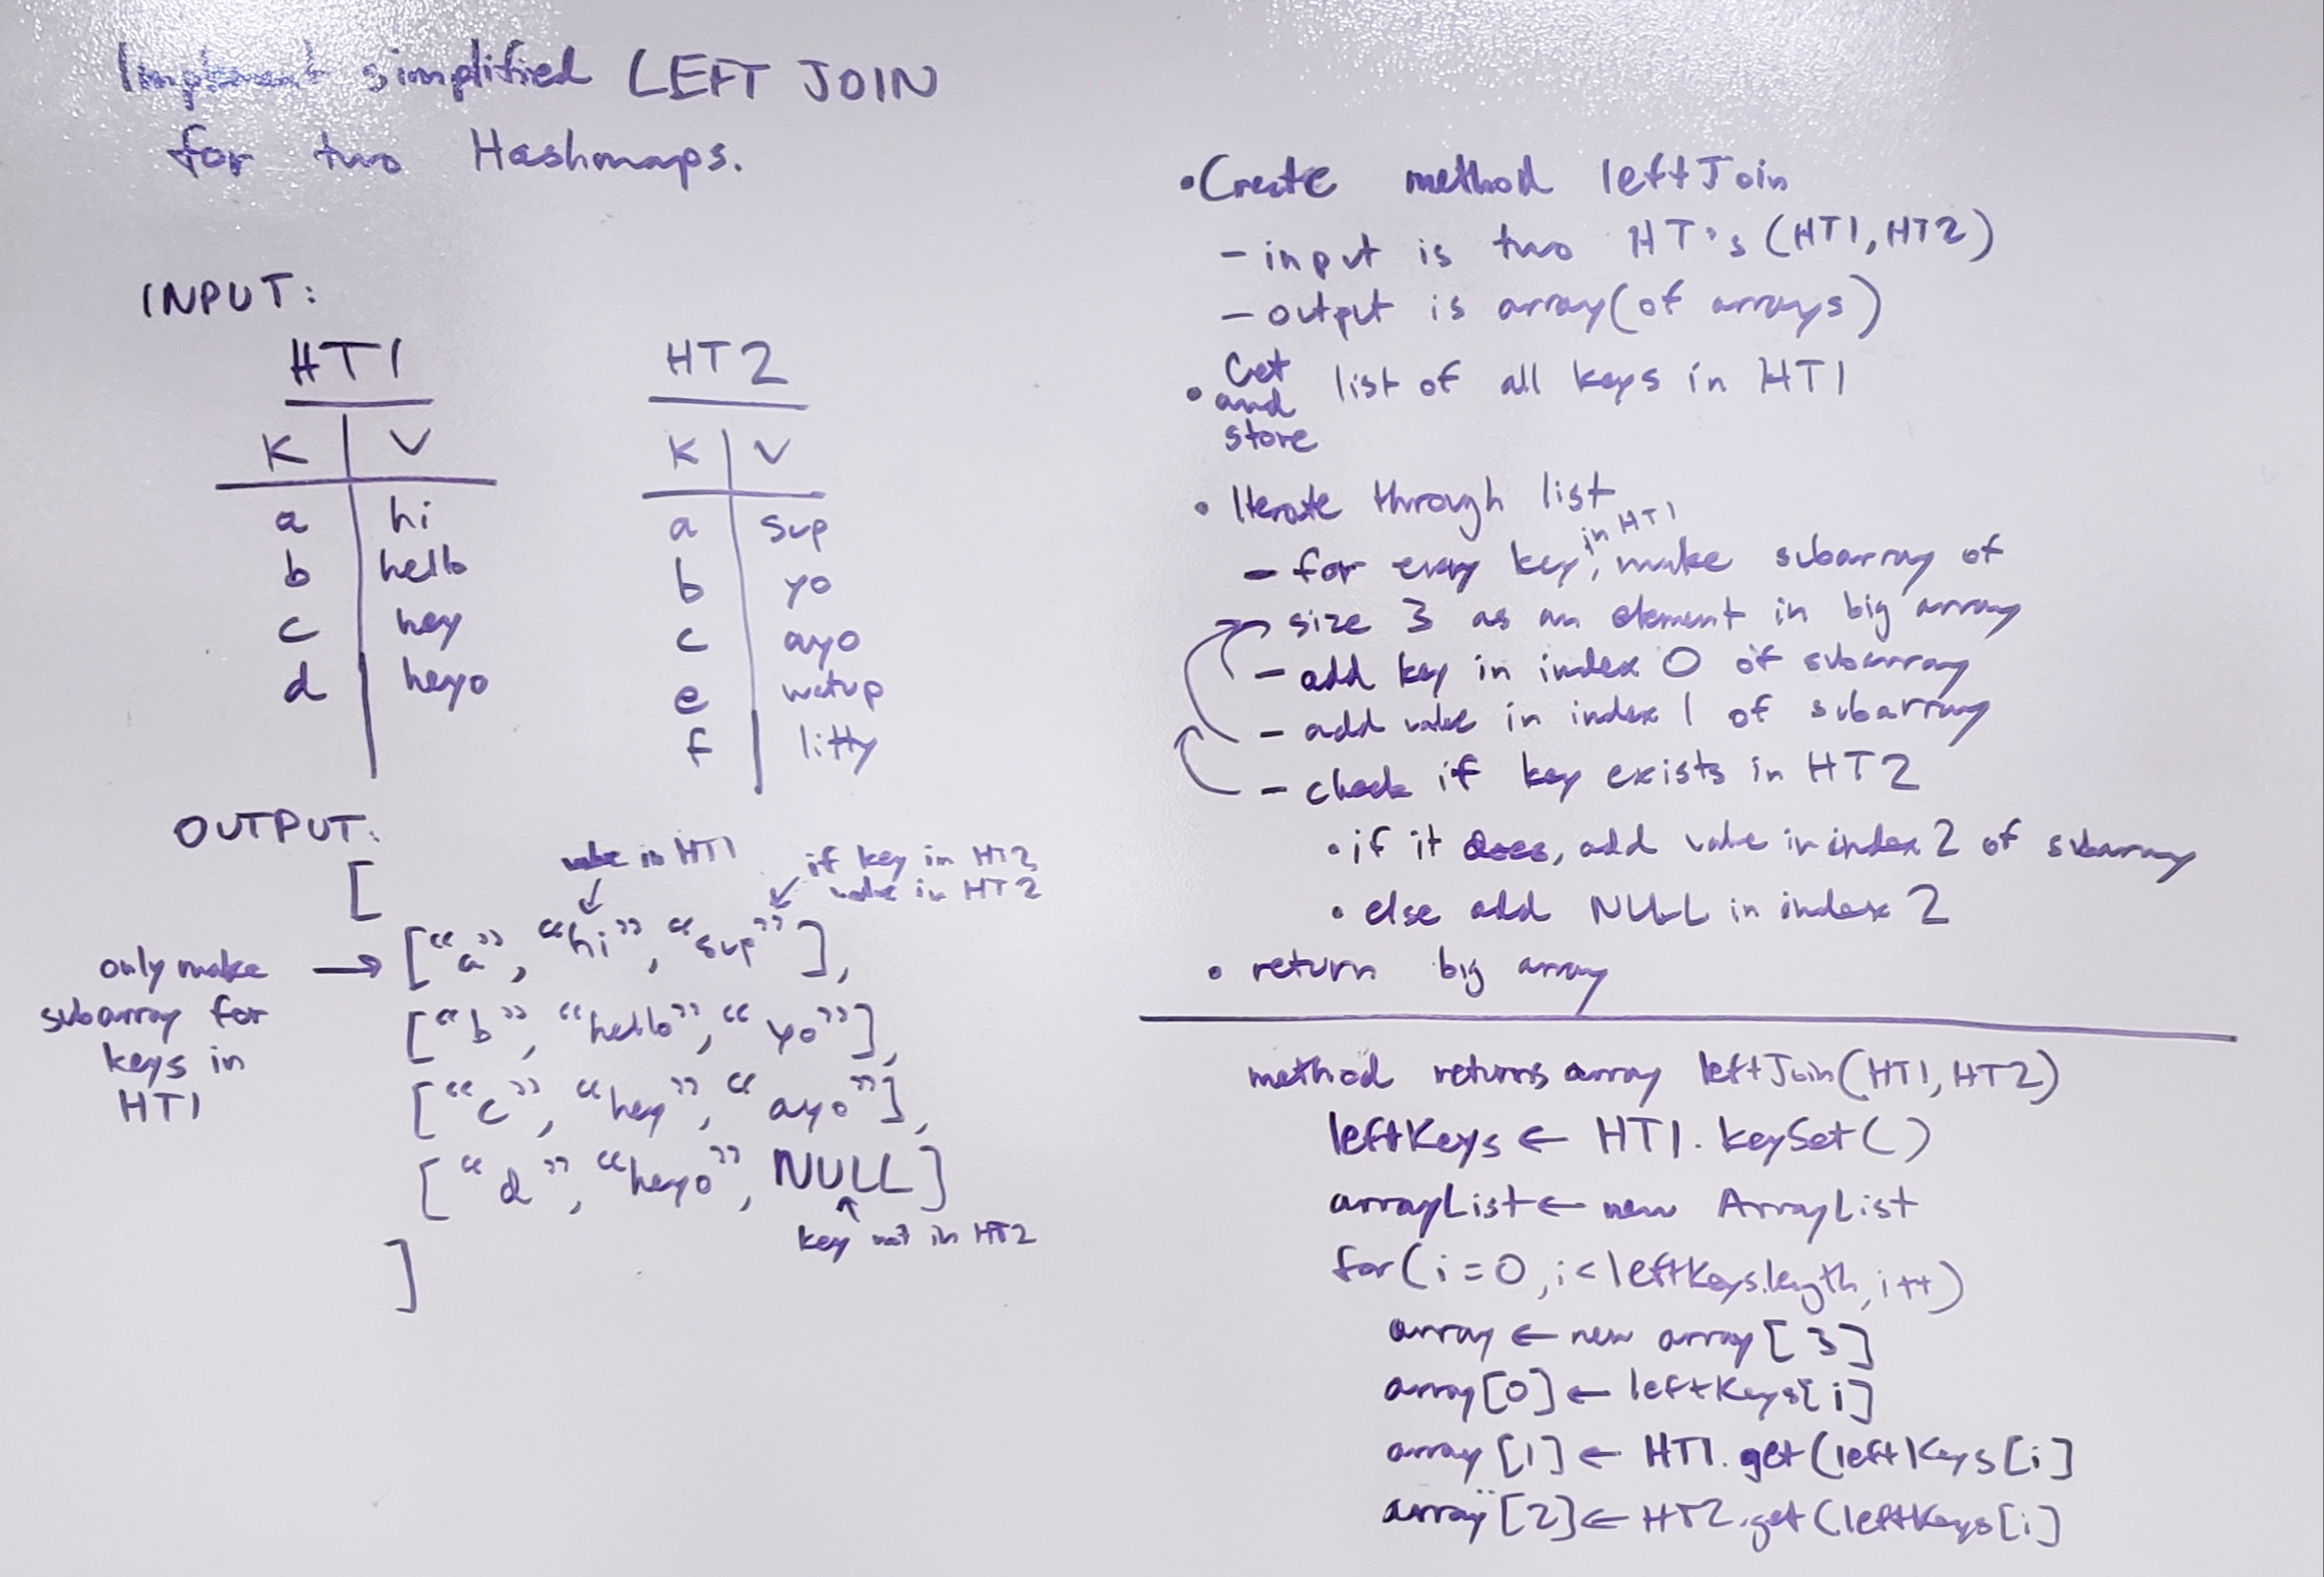 Implement simplified LEFT JOIN
for two Hashmaps.
INPUT:
HT1
K V
a hi
b hello
c hey
d heyo
HT2
K V
a sup
b yo
c ayo
e watup
f litty
OUTPUT:
[
value in HT1
if key in HT2
value in HT2
["a", "hi", "sup"],
only make
subarray for
keys in
HT1
["b", "hello", "yo"],
["c", "hey", "ayo"],
["d", "heyo", NULL]
key not in HT2
]
• Create method leftJoin
- input is two HT's (HT1, HT2)
- output is array (of arrays)
• Get and store list of all keys in HT1
• Iterate through list
- for every key in HT1, make subarray of
size 3 as an element in big array
- add key in index 0 of subarray
- add value in index 1 of subarray
- check if key exists in HT2
• if it does, add value in index 2 of subarray
• else add NULL in index 2
• return big array
method returns array leftJoin(HT1, HT2)
leftKeys ← HT1.keySet()
arrayList ← new ArrayList
for(i=0, i<leftKeys.length, i++)
array ← new array[3]
array[0] ← leftKeys[i]
array[1] ← HT1.get(leftKeys[i]
array[2] ← HT2.get(leftKeys[i]